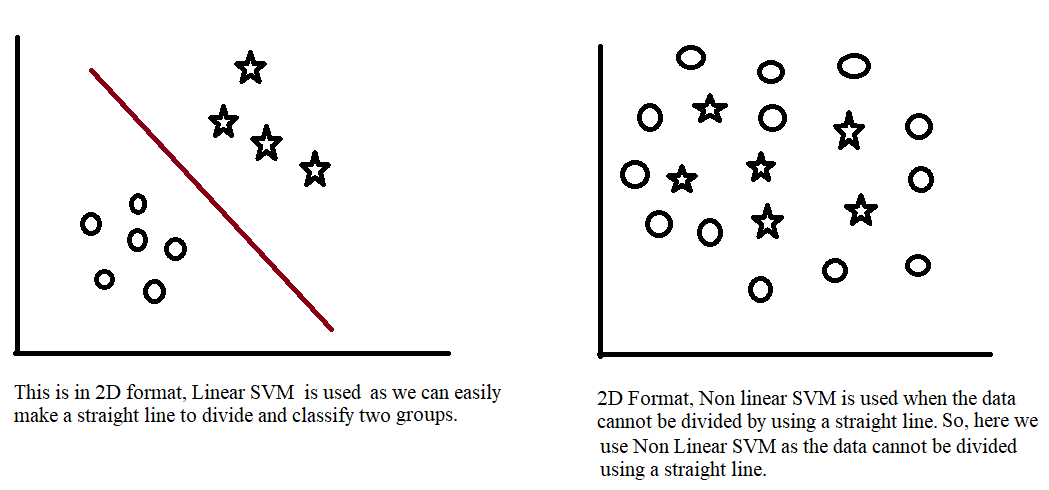 This is in 2D format, Linear SVM is used as we can easily
make a straight line to divide and classify two groups.
2D Format, Non linear SVM is used when the data
cannot be divided by using a straight line. So, here we
use Non Linear SVM as the data cannot be divided
using a straight line.